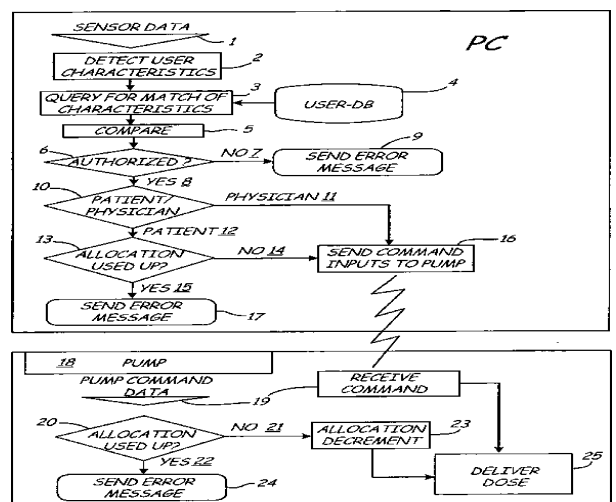 SENSOR DATA
1
PC
DETECT USER
CHARACTERISTICS
2
3
QUERY FOR MATCH OF
CHARACTERISTICS
4
USER-DB
COMPARE
5
6
AUTHORIZED?
NO 7
9
SEND ERROR
MESSAGE
YES 8
10
PATIENT/
PHYSICIAN
PHYSICIAN 11
PATIENT 12
13
ALLOCATION
USED UP?
NO 14
SEND COMMAND
INPUTS TO PUMP
16
YES 15
SEND ERROR
MESSAGE
17
18
PUMP
PUMP COMMAND
DATA
19
RECEIVE
COMMAND
20
ALLOCATION
USED UP?
NO 21
ALLOCATION
DECREMENT
23
YES 22
SEND ERROR
MESSAGE
24
DELIVER
DOSE
25